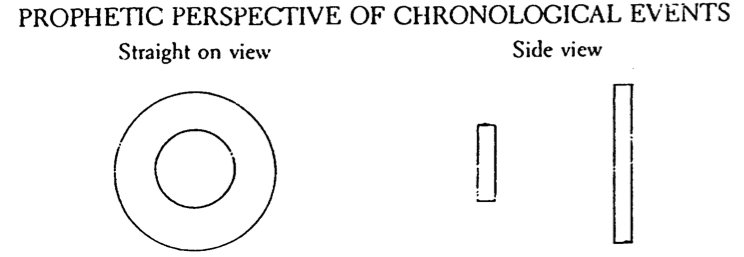 PROPHETIC PERSPECTIVE OF CHRONOLOGICAL EVENTS
Straight on view
Side view